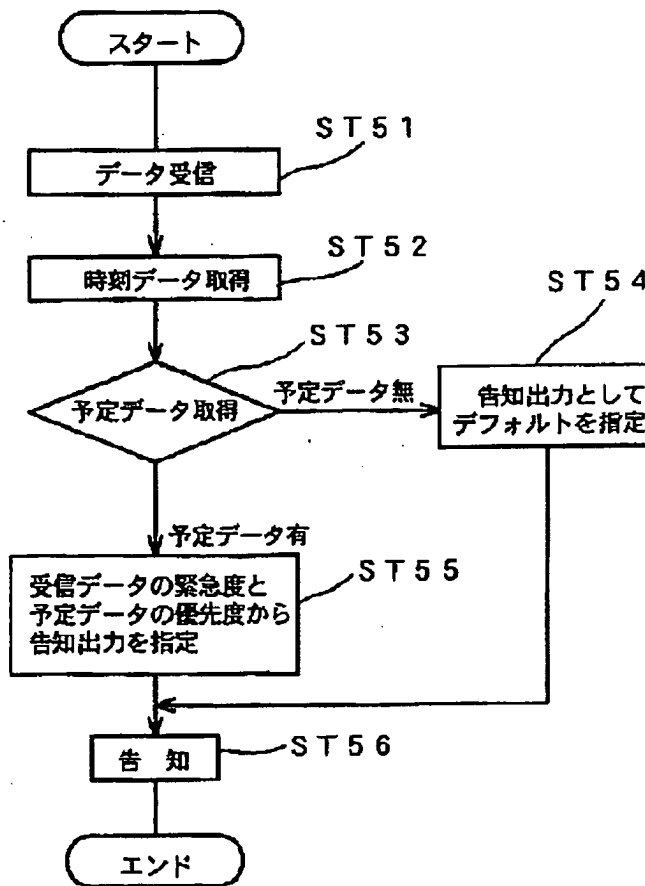 スタート
ST51
データ受信
ST52
時刻データ取得
ST53
予定データ取得
予定データ無
ST54
告知出力として
デフォルトを指定
予定データ有
ST55
受信データの緊急度と
予定データの優先度から
告知出力を指定
ST56
告 知
エンド